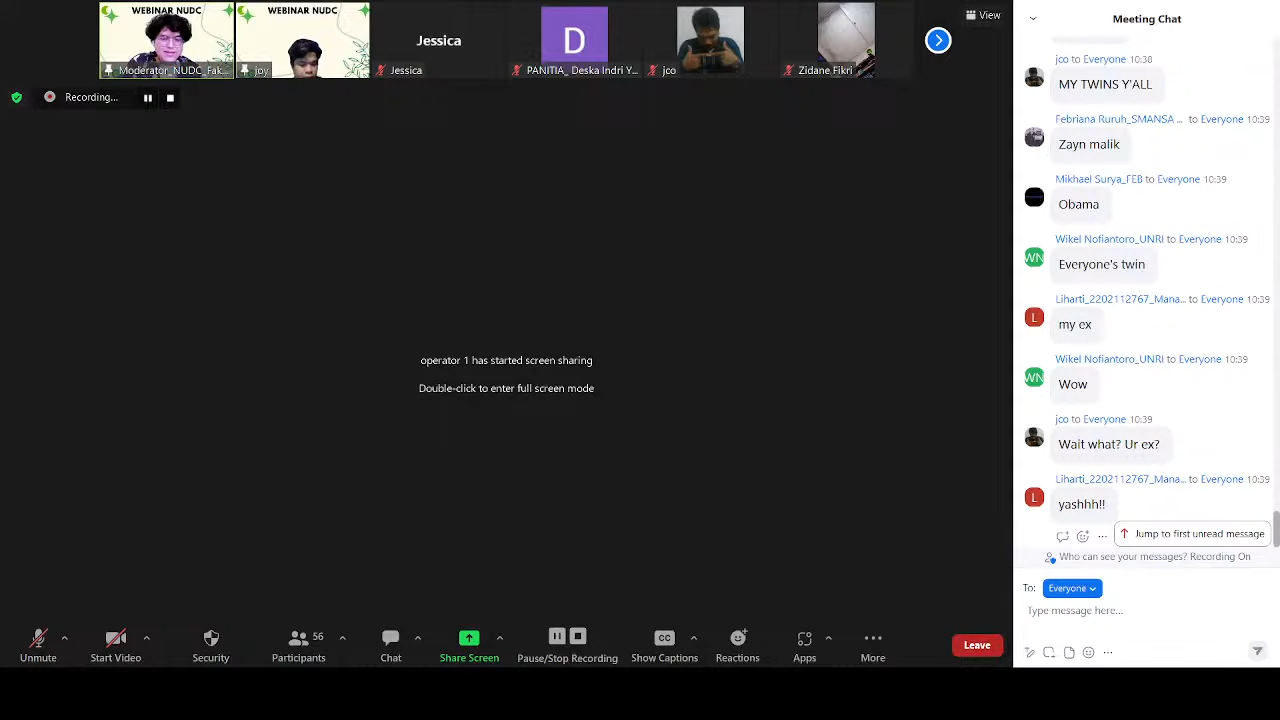 WEBINAR NUDC
Moderator_NUDC_Fak...
WEBINAR NUDC
joy
Jessica
Jessica
D
PANITIA_ Deska Indri Y...
jco
Zidane Fikri
View
Recording...
operator 1 has started screen sharing
Double-click to enter full screen mode
Meeting Chat
jco to Everyone 10:38
MY TWINS Y'ALL
Febriana Ruruh_SMANSA ... to Everyone 10:39
Zayn malik
Mikhael Surya_FEB to Everyone 10:39
Obama
WN
Wikel Nofiantoro_UNRI to Everyone 10:39
Everyone's twin
L
Liharti_2202112767_Mana... to Everyone 10:39
my ex
WN
Wikel Nofiantoro_UNRI to Everyone 10:39
Wow
jco to Everyone 10:39
Wait what? Ur ex?
L
Liharti_2202112767_Mana... to Everyone 10:39
yashhh!!
Jump to first unread message
Who can see your messages? Recording On
To: Everyone
Type message here...
Unmute
Start Video
Security
56
Participants
Chat
Share Screen
Pause/Stop Recording
CC
Show Captions
Reactions
Apps
More
Leave